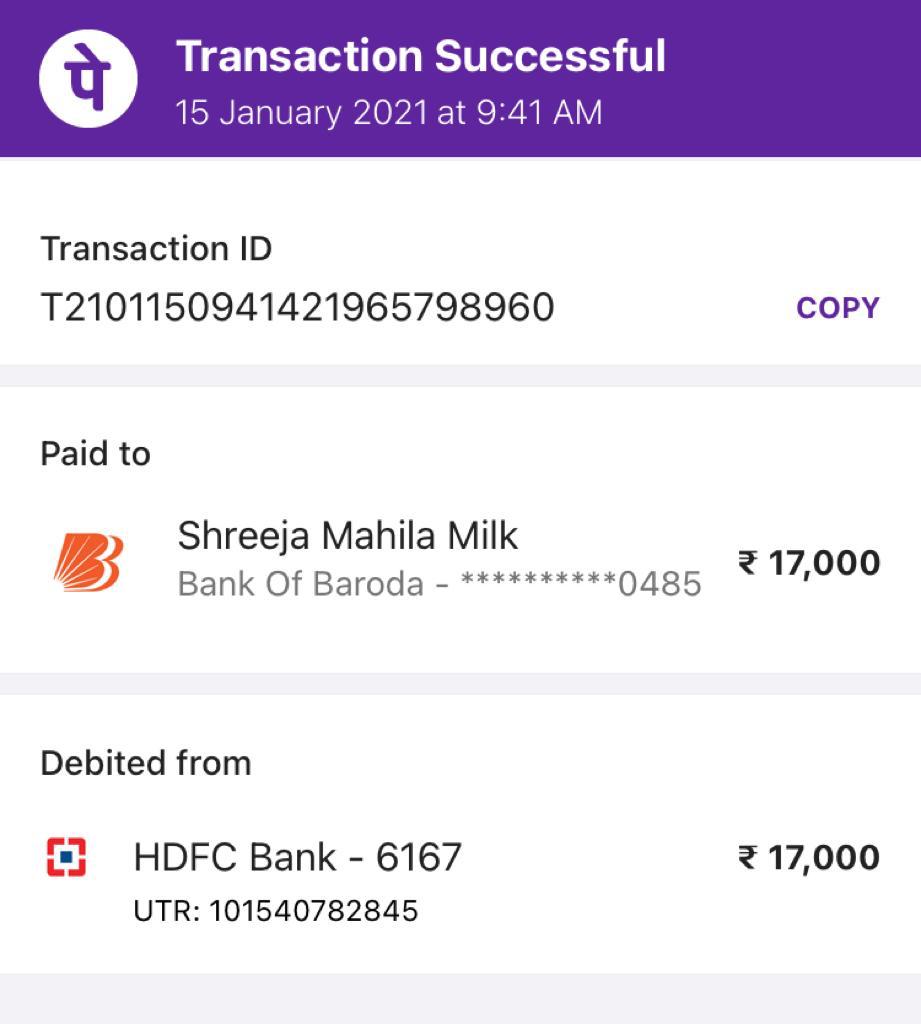 पे
Transaction Successful
15 January 2021 at 9:41 AM
Transaction ID
T2101150941421965798960
COPY
Paid to
Shreeja Mahila Milk
Bank Of Baroda - **********0485
₹ 17,000
Debited from
HDFC Bank - 6167
₹ 17,000
UTR: 101540782845